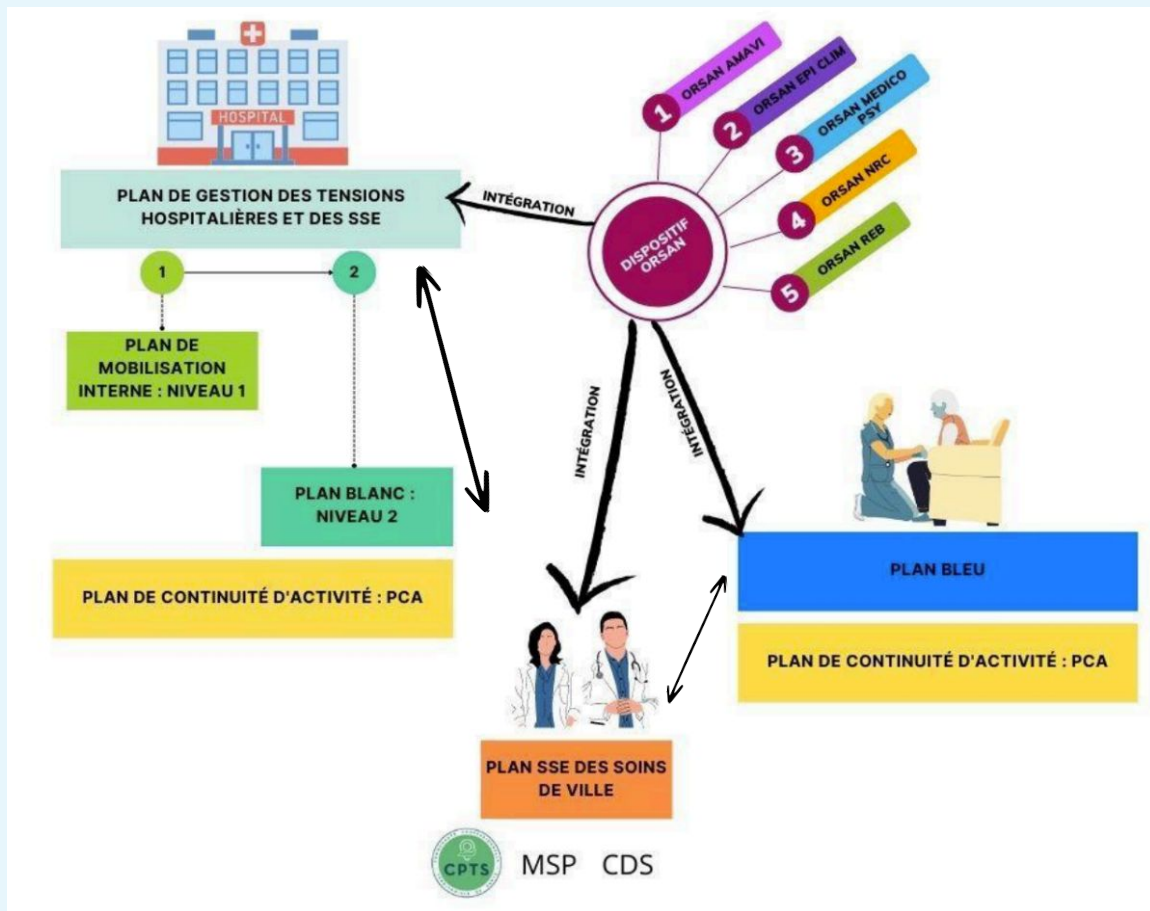 HOSPITAL
PLAN DE GESTION DES TENSIONS
HOSPITALIÈRES ET DES SSE
1
2
PLAN DE
MOBILISATION
INTERNE : NIVEAU 1
PLAN BLANC :
NIVEAU 2
PLAN DE CONTINUITÉ D'ACTIVITÉ : PCA
INTÉGRATION
DISPOSITIF
ORSAN
1
ORSAN AMAVI
2
ORSAN EPI CLIM
3
ORSAN MEDICO
PSY
4
ORSAN NRC
5
ORSAN REB
INTÉGRATION
INTÉGRATION
PLAN BLEU
PLAN DE CONTINUITÉ D'ACTIVITÉ : PCA
PLAN SSE DES SOINS
DE VILLE
CPTS
MSP CDS